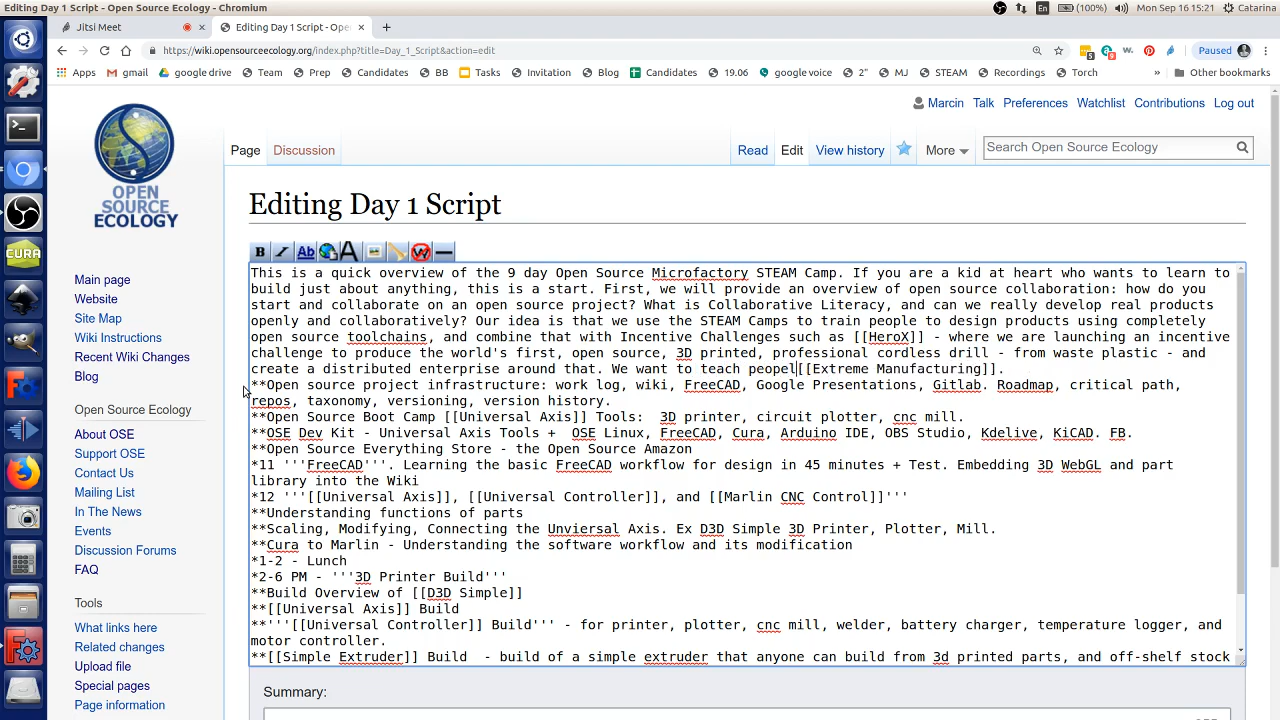 Editing Day 1 Script - Open Source Ecology - Chromium
En (100%) Mon Sep 16 15:21 Catarina
Jitsi Meet Editing Day 1 Script - Ope
https://wiki.opensourceecology.org/index.php?title=Day_1_Script&action=edit Paused
Apps gmail google drive Team Prep Candidates BB Tasks Invitation Blog Candidates 19.06 google voice 2" MJ STEAM Recordings Torch » Other bookmarks
Marcin Talk Preferences Watchlist Contributions Log out
Page Discussion Read Edit View history More Search Open Source Ecology
OPEN
SOURCE
ECOLOGY
Editing Day 1 Script
B I Ab A W
This is a quick overview of the 9 day Open Source Microfactory STEAM Camp. If you are a kid at heart who wants to learn to
build just about anything, this is a start. First, we will provide an overview of open source collaboration: how do you
start and collaborate on an open source project? What is Collaborative Literacy, and can we really develop real products
openly and collaboratively? Our idea is that we use the STEAM Camps to train people to design products using completely
open source toolchains, and combine that with Incentive Challenges such as [[HeroX]] - where we are launching an incentive
challenge to produce the world's first, open source, 3D printed, professional cordless drill - from waste plastic - and
create a distributed enterprise around that. We want to teach peopel[[Extreme Manufacturing]].
**Open source project infrastructure: work log, wiki, FreeCAD, Google Presentations, Gitlab. Roadmap, critical path,
repos, taxonomy, versioning, version history.
**Open Source Boot Camp [[Universal Axis]] Tools:  3D printer, circuit plotter, cnc mill.
**OSE Dev Kit - Universal Axis Tools +  OSE Linux, FreeCAD, Cura, Arduino IDE, OBS Studio, Kdelive, KiCAD. FB.
**Open Source Everything Store - the Open Source Amazon
*11 '''FreeCAD'''. Learning the basic FreeCAD workflow for design in 45 minutes + Test. Embedding 3D WebGL and part
library into the Wiki
*12 '''[[Universal Axis]], [[Universal Controller]], and [[Marlin CNC Control]]'''
**Understanding functions of parts
**Scaling, Modifying, Connecting the Unviersal Axis. Ex D3D Simple 3D Printer, Plotter, Mill.
**Cura to Marlin - Understanding the software workflow and its modification
*1-2 - Lunch
*2-6 PM - '''3D Printer Build'''
**Build Overview of [[D3D Simple]]
**[[Universal Axis]] Build
**'''[[Universal Controller]] Build''' - for printer, plotter, cnc mill, welder, battery charger, temperature logger, and
motor controller.
**[[Simple Extruder]] Build  - build of a simple extruder that anyone can build from 3d printed parts, and off-shelf stock
Summary:
Main page
Website
Site Map
Wiki Instructions
Recent Wiki Changes
Blog
Open Source Ecology
About OSE
Support OSE
Contact Us
Mailing List
In The News
Events
Discussion Forums
FAQ
Tools
What links here
Related changes
Upload file
Special pages
Page information
CURA